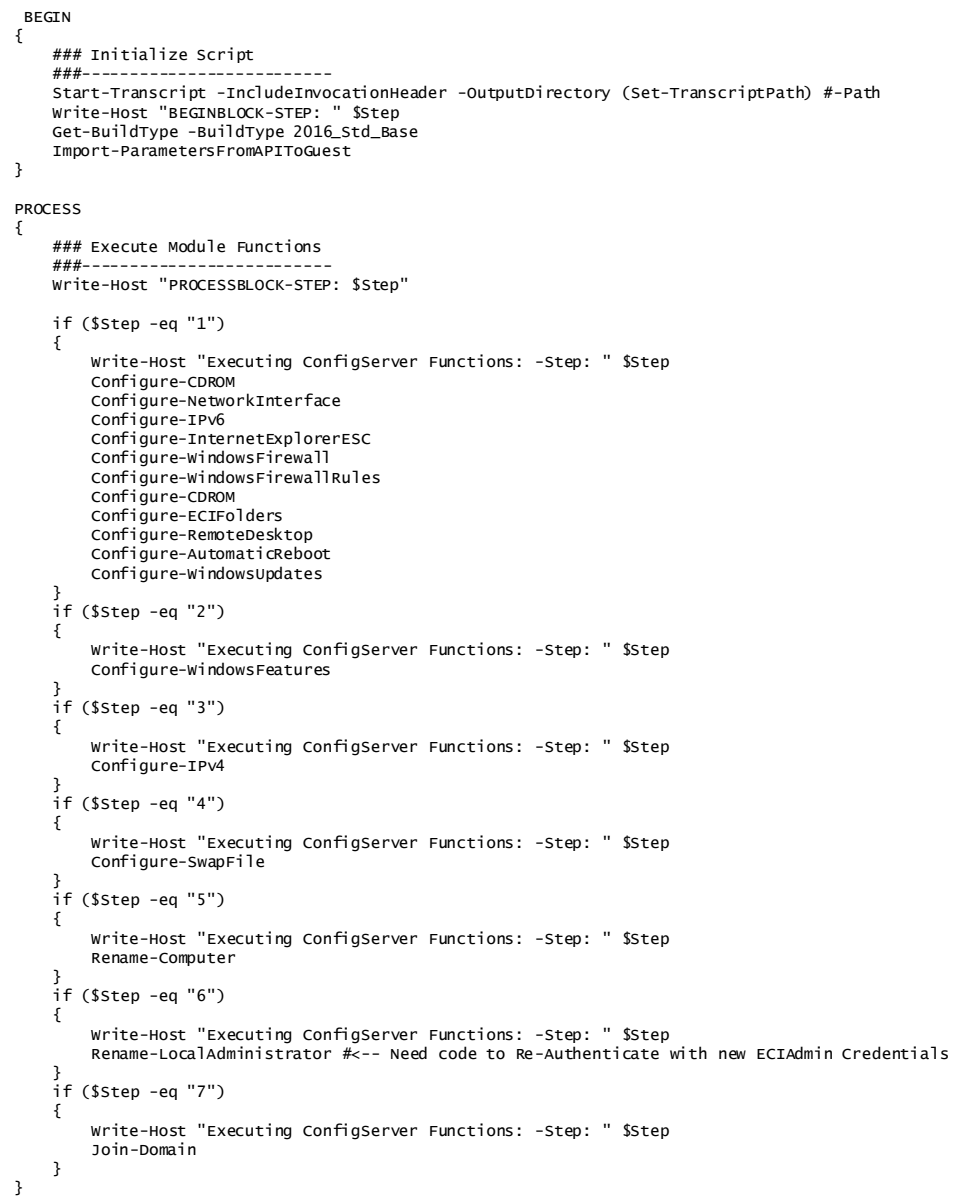 BEGIN
{
    ### Initialize Script
    ###--------------------------
    Start-Transcript -IncludeInvocationHeader -OutputDirectory (Set-TranscriptPath) #-Path
    Write-Host "BEGINBLOCK-STEP: " $Step
    Get-BuildType -BuildType 2016_Std_Base
    Import-ParametersFromAPIToGuest
}

PROCESS
{
    ### Execute Module Functions
    ###--------------------------
    Write-Host "PROCESSBLOCK-STEP: $Step"

    if ($Step -eq "1")
    {
        Write-Host "Executing ConfigServer Functions: -Step: " $Step
        Configure-CDROM
        Configure-NetworkInterface
        Configure-IPv6
        Configure-InternetExplorerESC
        Configure-WindowsFirewall
        Configure-WindowsFirewallRules
        Configure-CDROM
        Configure-ECIFolders
        Configure-RemoteDesktop
        Configure-AutomaticReboot
        Configure-WindowsUpdates
    }
    if ($Step -eq "2")
    {
        Write-Host "Executing ConfigServer Functions: -Step: " $Step
        Configure-WindowsFeatures
    }
    if ($Step -eq "3")
    {
        Write-Host "Executing ConfigServer Functions: -Step: " $Step
        Configure-IPv4
    }
    if ($Step -eq "4")
    {
        Write-Host "Executing ConfigServer Functions: -Step: " $Step
        Configure-SwapFile
    }
    if ($Step -eq "5")
    {
        Write-Host "Executing ConfigServer Functions: -Step: " $Step
        Rename-Computer
    }
    if ($Step -eq "6")
    {
        Write-Host "Executing ConfigServer Functions: -Step: " $Step
        Rename-LocalAdministrator #<-- Need code to Re-Authenticate with new ECIAdmin Credentials
    }
    if ($Step -eq "7")
    {
        Write-Host "Executing ConfigServer Functions: -Step: " $Step
        Join-Domain
    }
}